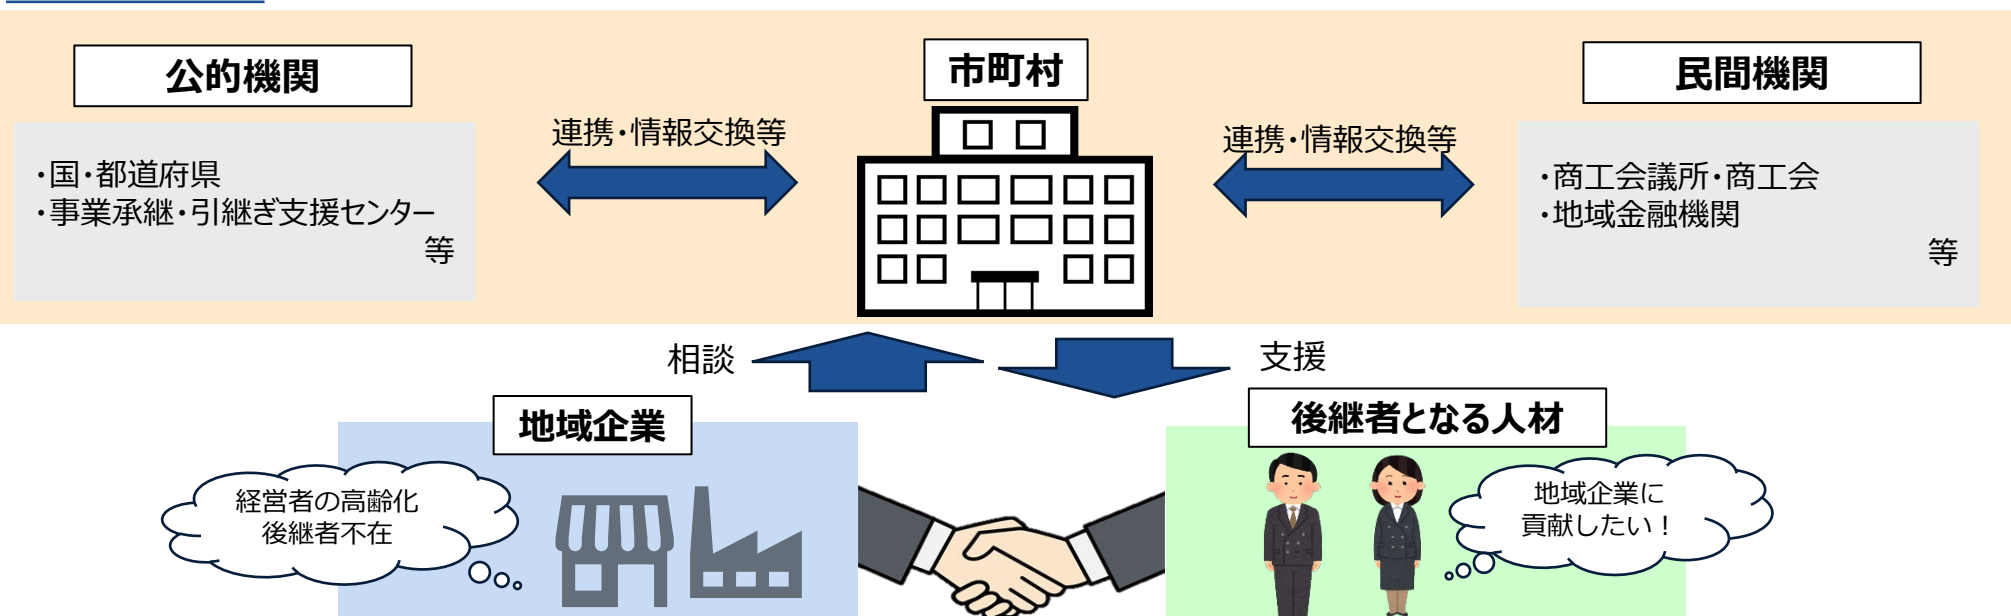 公的機関
市町村
民間機関
・国・都道府県
・事業承継・引継ぎ支援センター
等
連携・情報交換等
連携・情報交換等
・商工会議所・商工会
・地域金融機関
等
相談
支援
地域企業
後継者となる人材
経営者の高齢化
後継者不在
地域企業に
貢献したい！